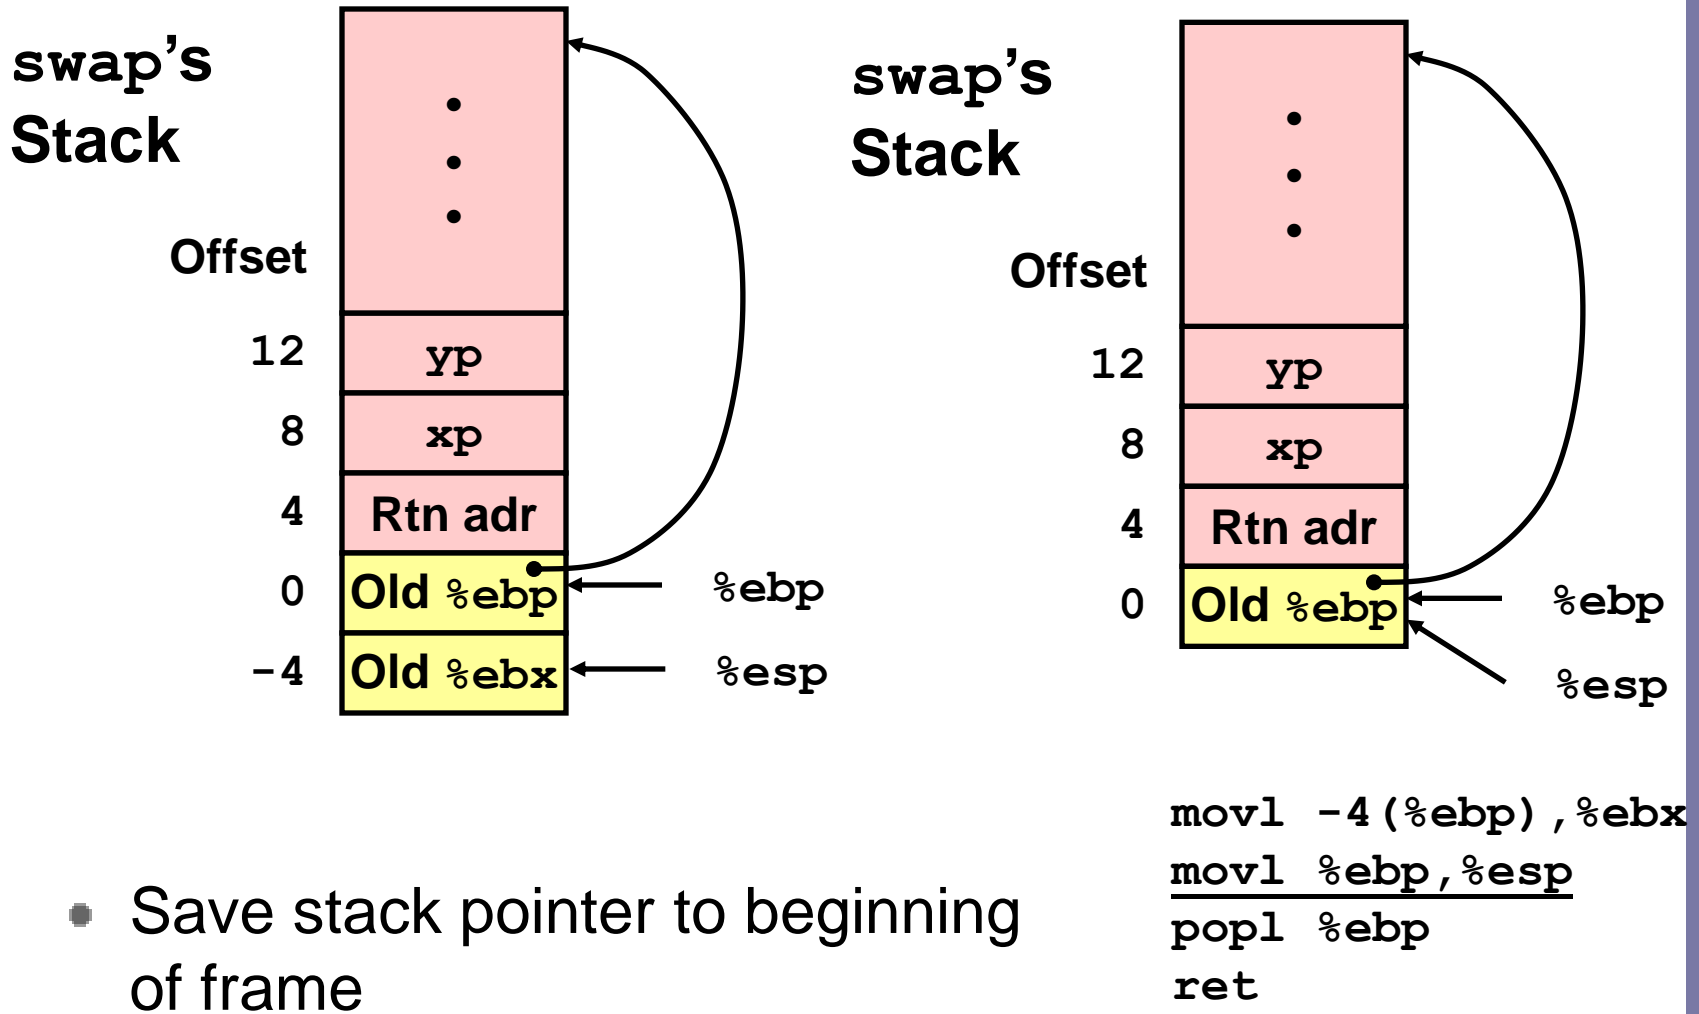 swap's
Stack
Offset
12 yp
8 xp
4 Rtn adr
0 Old %ebp %ebp
-4 Old %ebx %esp
swap's
Stack
Offset
12 yp
8 xp
4 Rtn adr
0 Old %ebp %ebp
%esp
• Save stack pointer to beginning
of frame
movl -4(%ebp),%ebx
movl %ebp,%esp
popl %ebp
ret